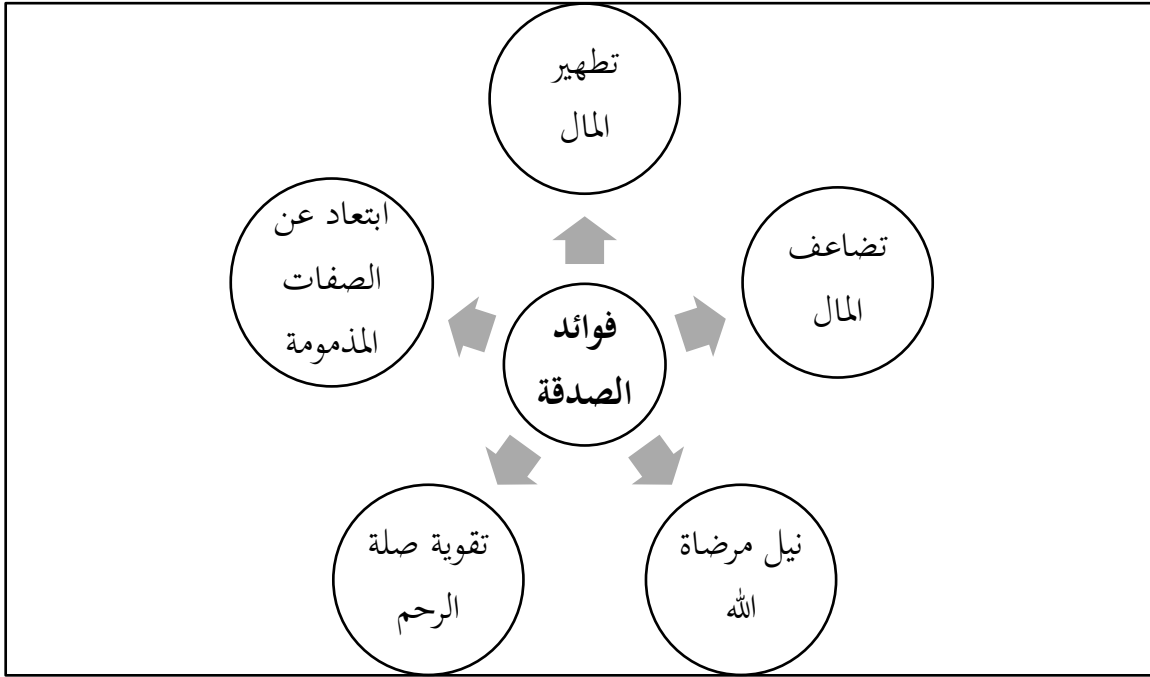 تطهير
المال
ابتعاد عن
الصفات
المذمومة
تضاعف
المال
فوائد
الصدقة
تقوية صلة
الرحم
نيل مرضاة
الله